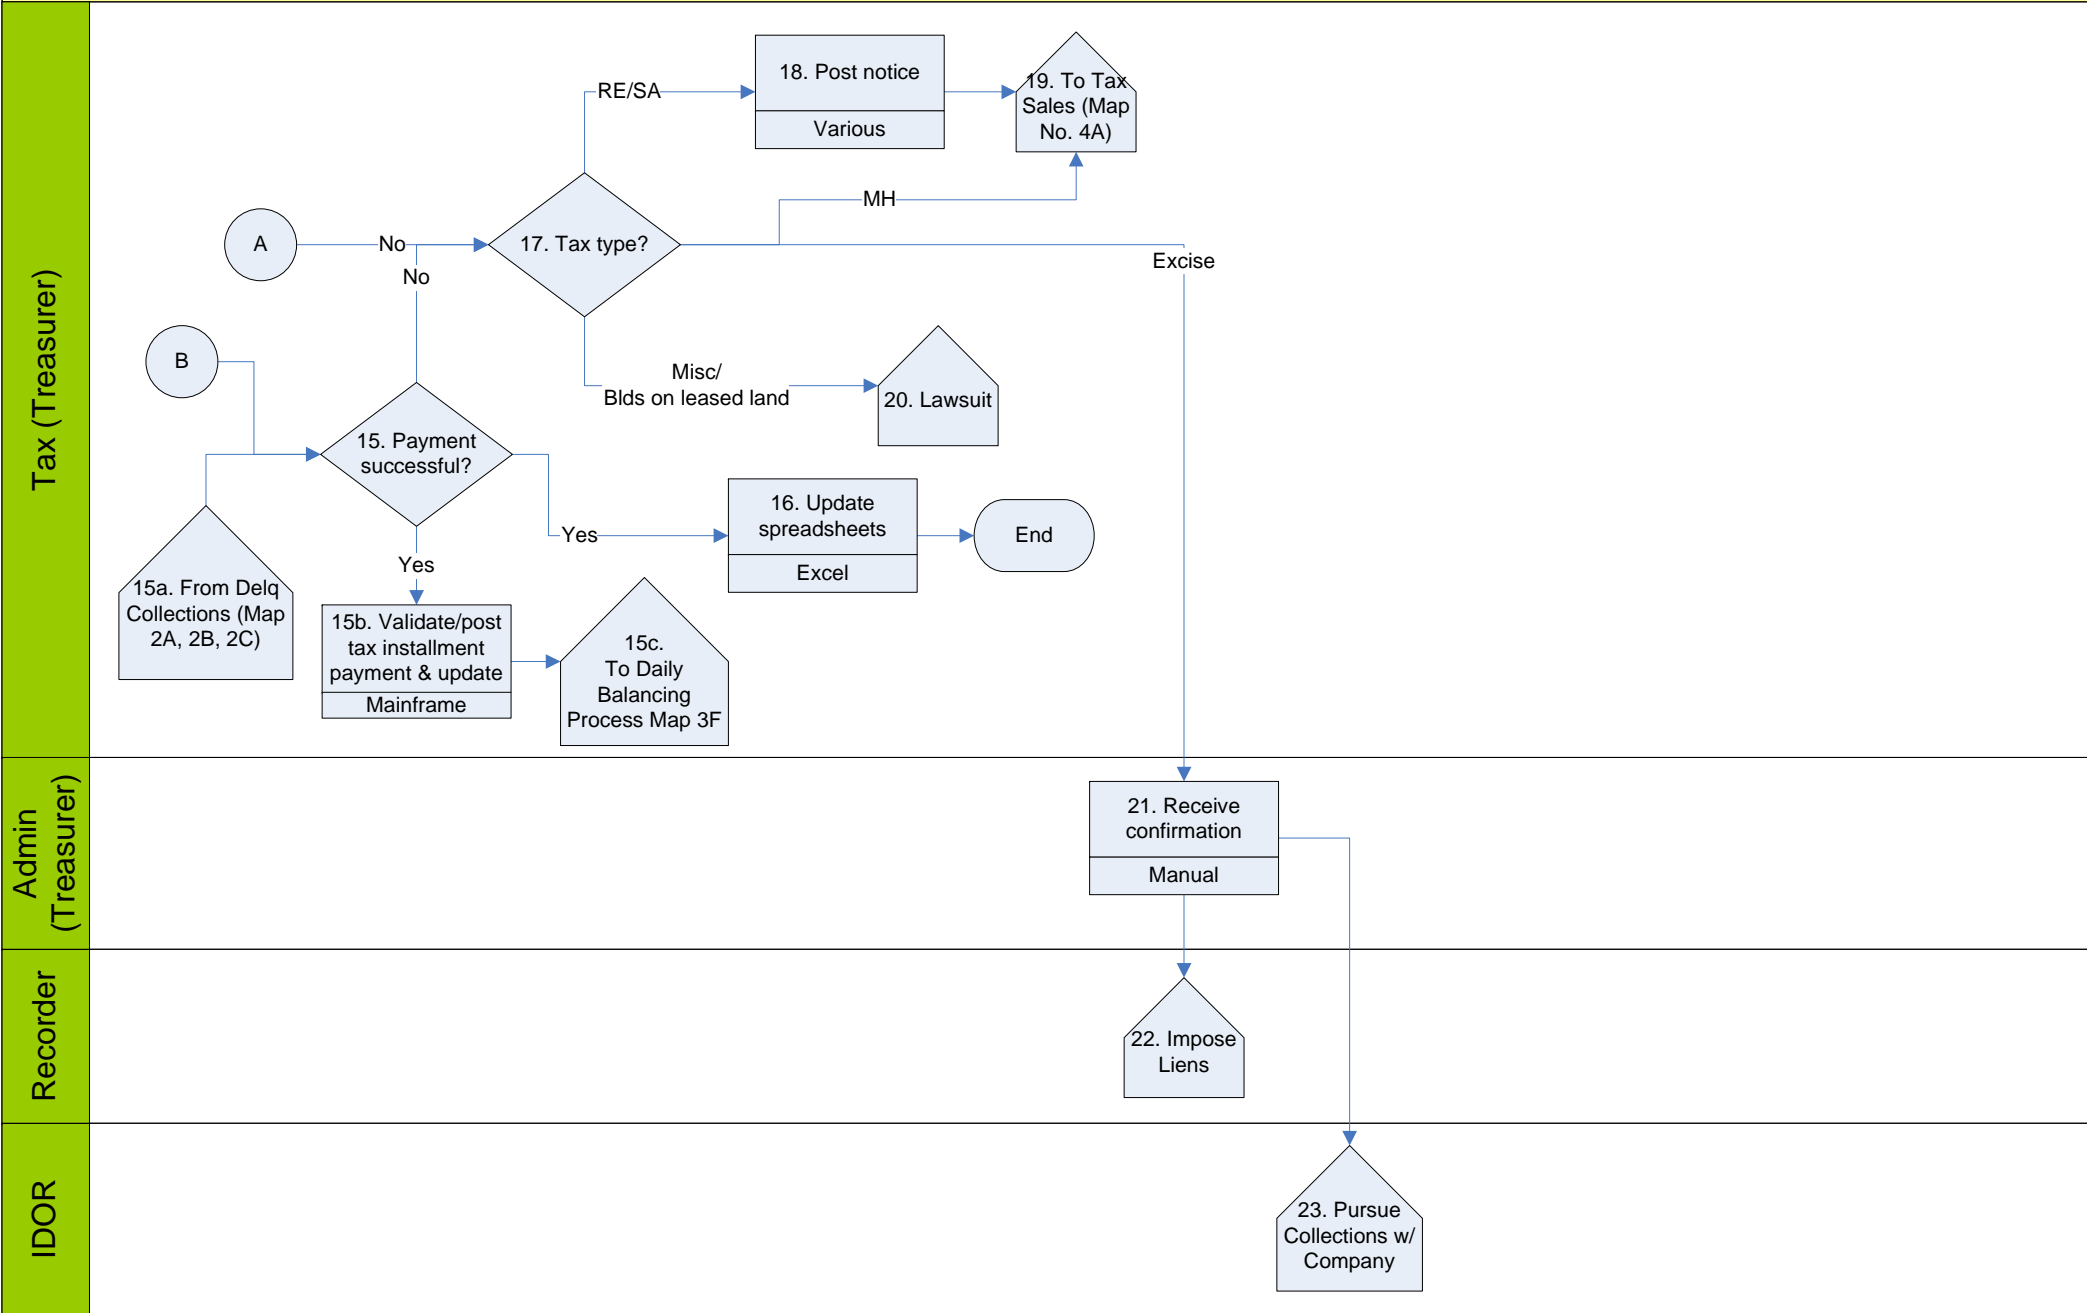 Tax (Treasurer)
18. Post notice
Various
19. To Tax
Sales (Map
No. 4A)
RE/SA
MH
A
No
No
17. Tax type?
Excise
B
Misc/
Blds on leased land
20. Lawsuit
15. Payment
successful?
Yes
16. Update
spreadsheets
Excel
End
Yes
15a. From Delq
Collections (Map
2A, 2B, 2C)
15b. Validate/post
tax installment
payment & update
Mainframe
15c.
To Daily
Balancing
Process Map 3F
Admin
(Treasurer)
21. Receive
confirmation
Manual
Recorder
22. Impose
Liens
IDOR
23. Pursue
Collections w/
Company